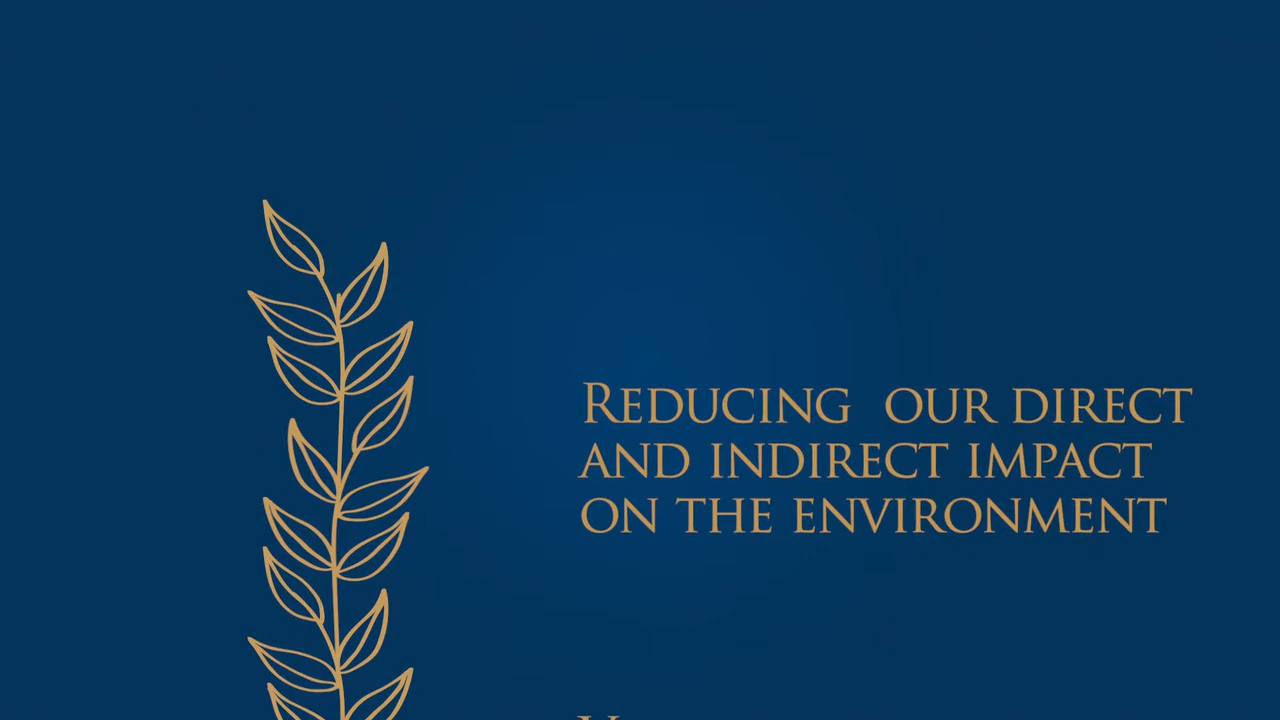 Reducing our direct
and indirect impact
on the environment